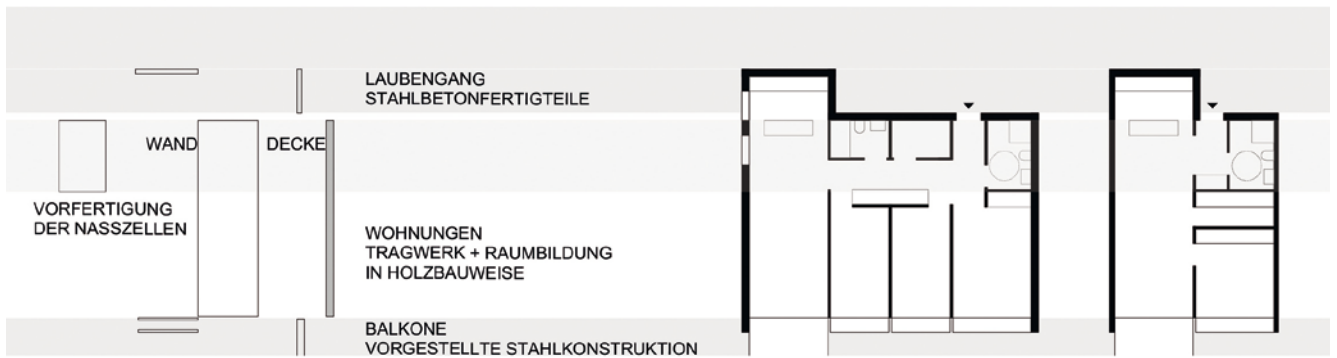 LAUBENGANG
STAHLBETONFERTIGTEILE
WAND
DECKE
VORFERTIGUNG
DER NASSZELLEN
WOHNUNGEN
TRAGWERK + RAUMBILDUNG
IN HOLZBAUWEISE
BALKONE
VORGESTELLTE STAHLKONSTRUKTION